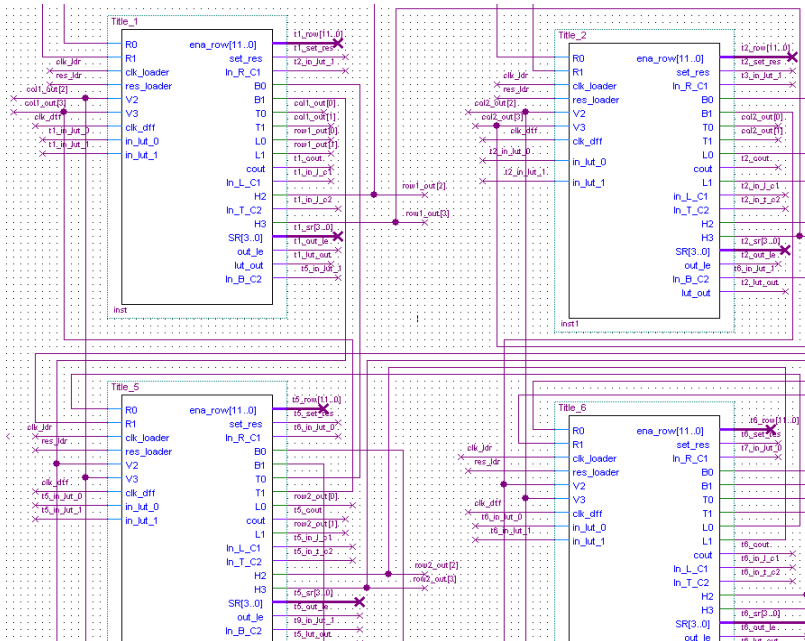 Title_1
R0 ena_row[11..0] t1_row[11..0]
R1 set_res t1_set_res
clk_ldr clk_loader In_R_C1 t2_in_lut_0
res_ldr res_loader B0
col1_out[2] V2 B1
col1_out[3] V3 T0 col1_out[0]
clk_dff clk_dff T1 col1_out[1]
t1_in_lut_0 in_lut_0 L0 row1_out[0]
t1_in_lut_1 in_lut_1 L1 row1_out[1]
cout t1_cout
In_L_C1 t1_in_l_c1
H2 t1_in_l_c2 row1_out[2]
In_T_C2
H3 row1_out[3]
SR[3..0] t1_sr[3..0]
out_le t1_out_le
lut_out t1_lut_out
In_B_C2 t5_in_lut_1
inst
Title_2
R0 ena_row[11..0] t2_row[11..0]
R1 set_res t2_set_res
clk_ldr clk_loader In_R_C1 t3_in_lut_0
res_ldr res_loader B0
col2_out[2] V2 B1
col2_out[3] V3 T0 col2_out[0]
clk_dff clk_dff T1 col2_out[1]
t2_in_lut_0 in_lut_0 L0
cout t2_cout
t2_in_lut_1 in_lut_1 L1
In_L_C1 t2_in_l_c1
In_T_C2 t2_in_t_c2
H2
H3
SR[3..0] t2_sr[3..0]
out_le t2_out_le
In_B_C2 t6_in_lut_1
lut_out t2_lut_out
inst1
Title_5
R0 ena_row[11..0] t5_row[11..0]
R1 set_res t5_set_res
clk_ldr clk_loader In_R_C1 t6_in_lut_0
res_ldr res_loader B0
V2 B1
V3 T0
clk_dff clk_dff T1
t5_in_lut_0 in_lut_0 L0 row2_out[0]
t5_in_lut_1 in_lut_1 cout t5_cout
L1 row2_out[1]
In_L_C1 t5_in_l_c1
In_T_C2 t5_in_t_c2
H2 row2_out[2]
H3 row2_out[3]
SR[3..0] t5_sr[3..0]
out_le t5_out_le
In_B_C2 t9_in_lut_1
t5_lut_out
Title_6
R0 ena_row[11..0] t6_row[11..0]
R1 set_res t6_set_res
clk_ldr clk_loader In_R_C1 t7_in_lut_0
res_ldr res_loader B0
V2 B1
V3 T0
clk_dff clk_dff T1
t6_in_lut_0 in_lut_0 L0
t6_in_lut_1 in_lut_1 L1
cout t6_cout
In_L_C1 t6_in_l_c1
In_T_C2 t6_in_t_c2
H2
H3
SR[3..0] t6_sr[3..0]
out_le t6_out_le
t6_lut_out